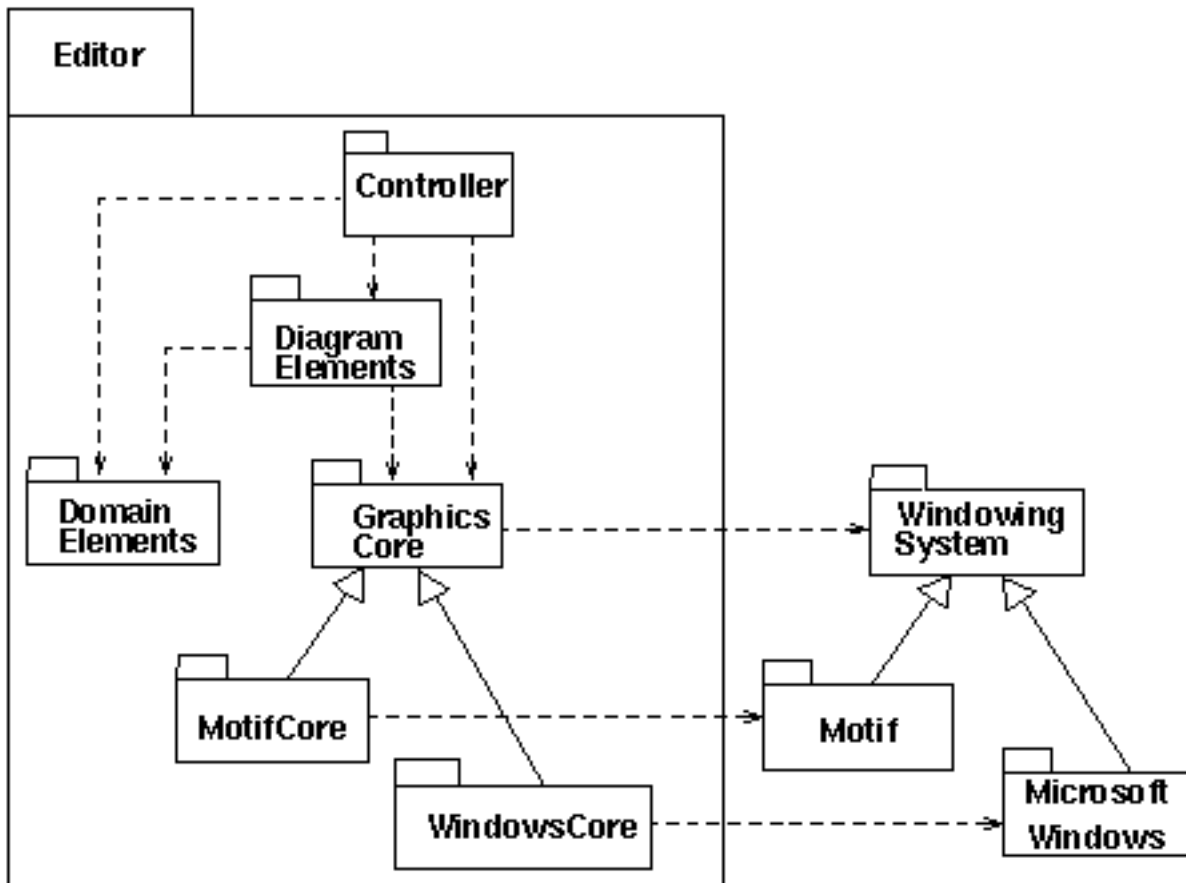 Editor
Controller
Diagram
Elements
Domain
Elements
Graphics
Core
Windowing
System
MotifCore
Motif
WindowsCore
Microsoft
Windows